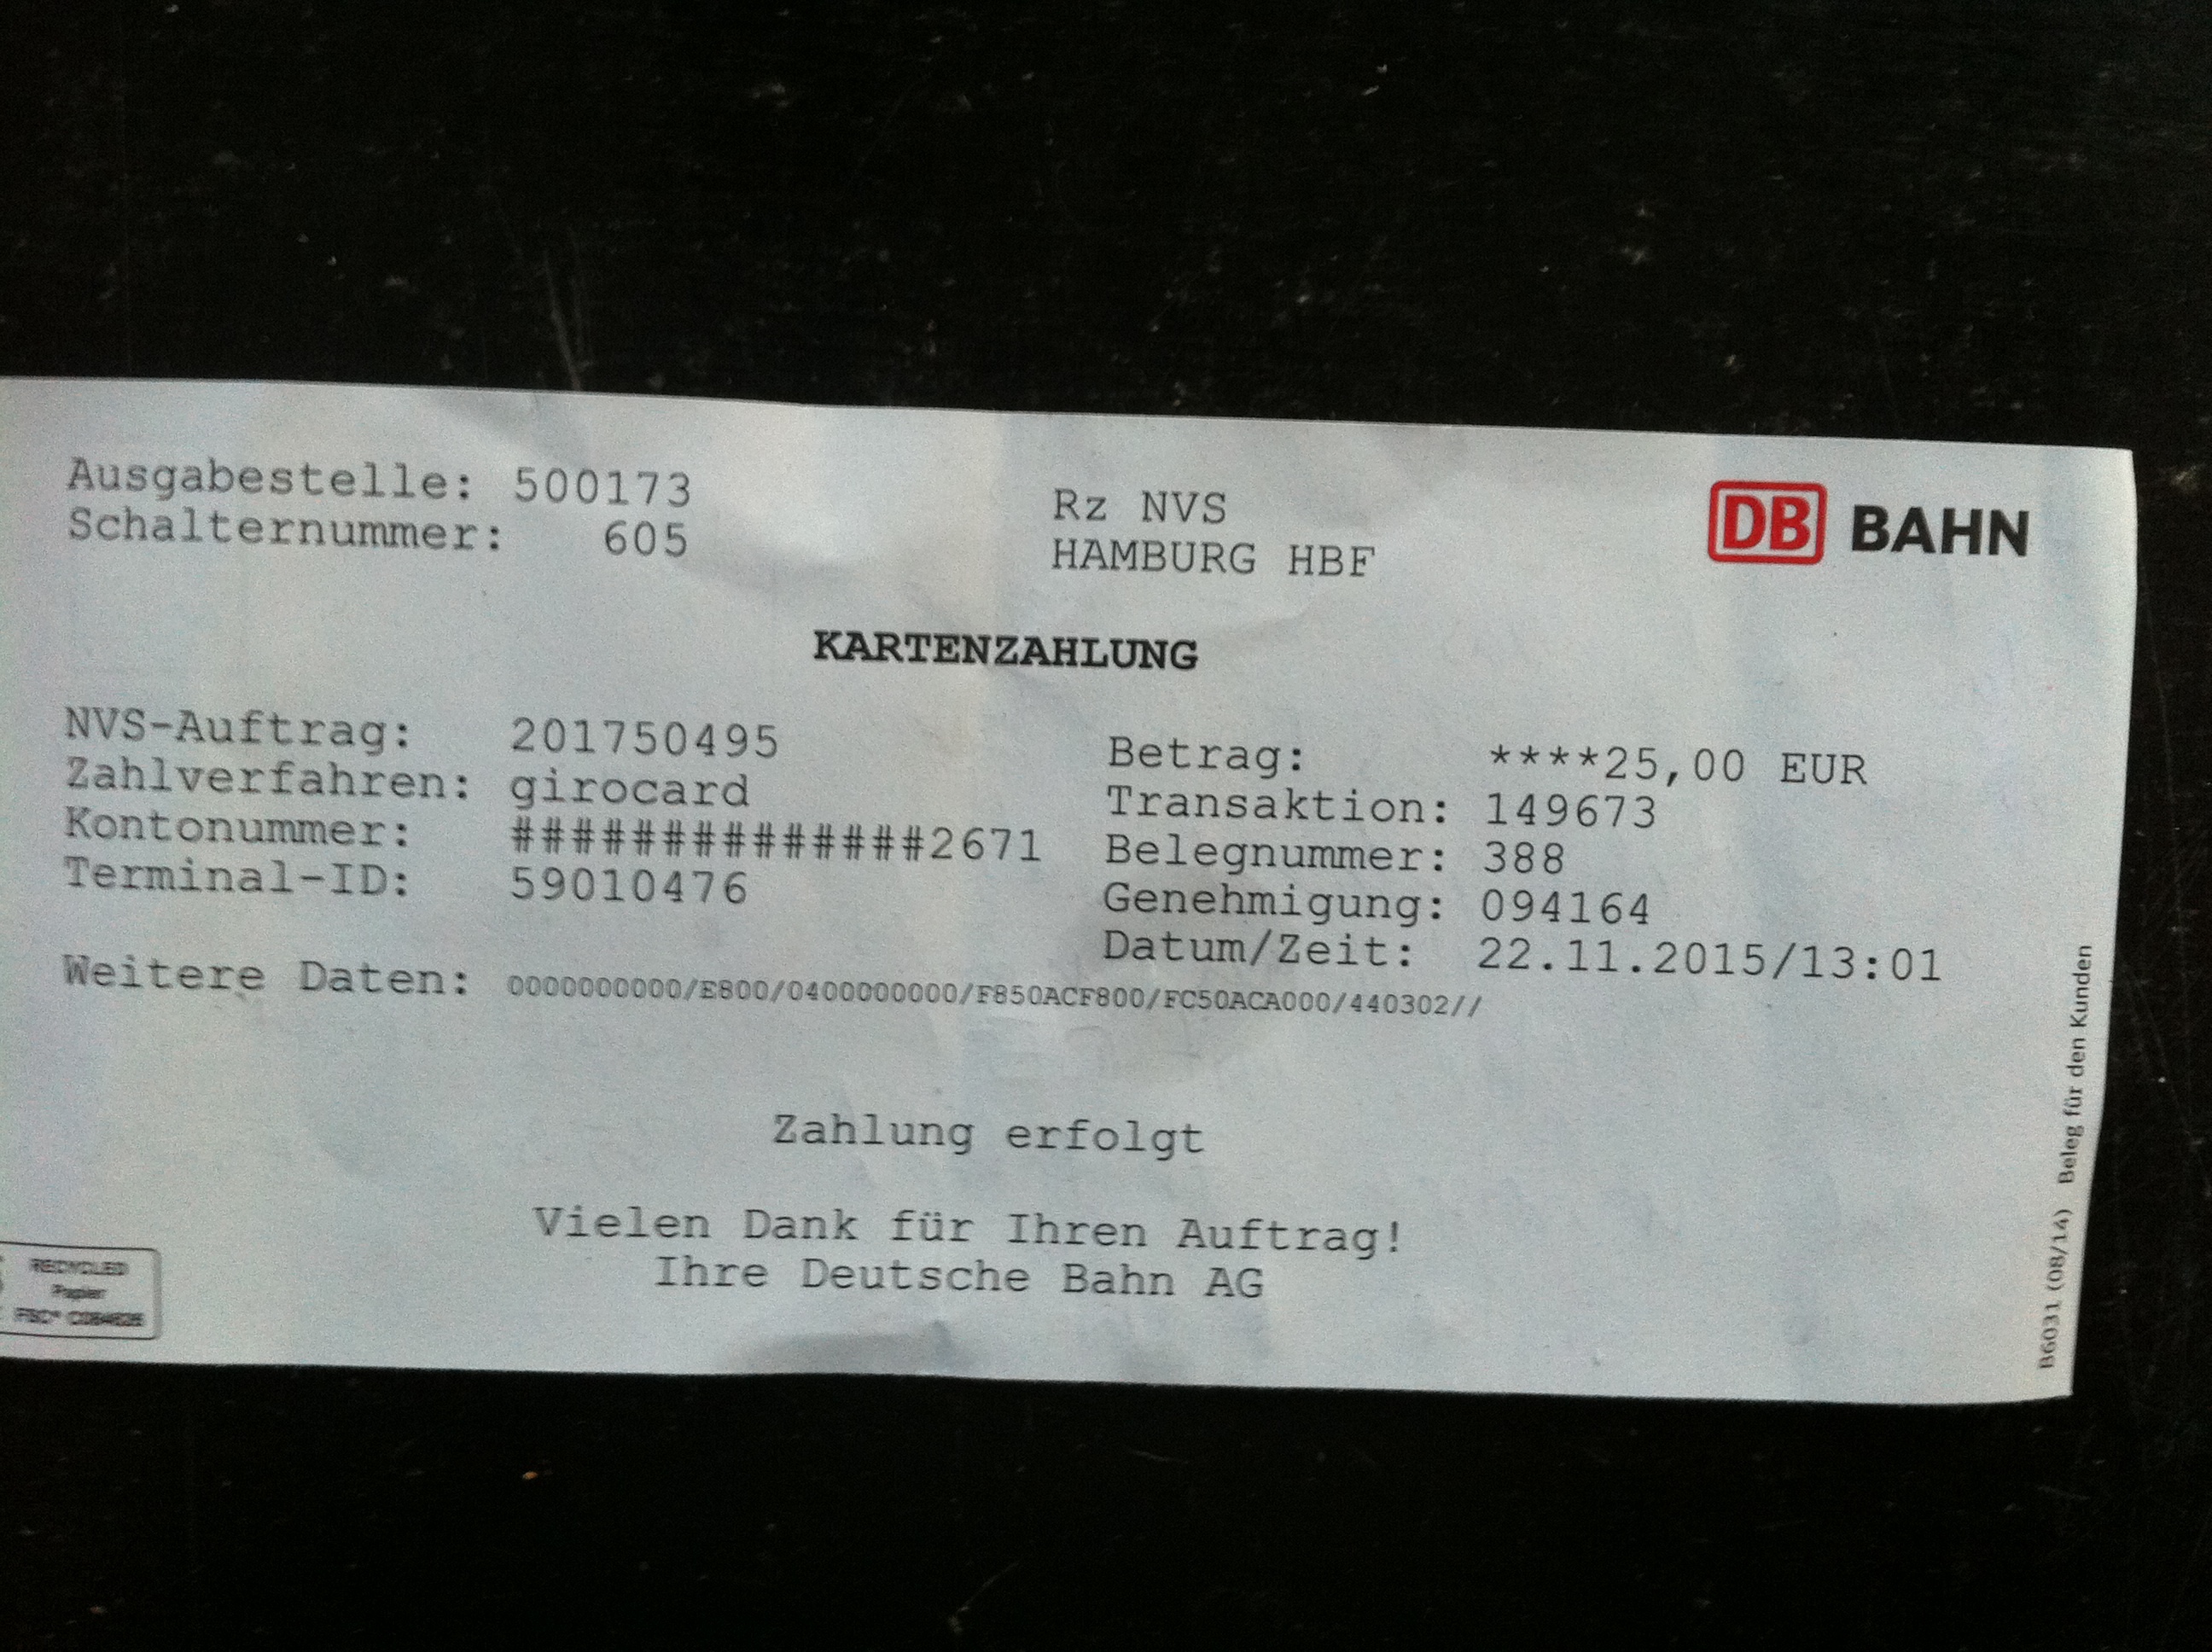 Ausgabestelle: 500173
Schalternummer: 605
Rz NVS
HAMBURG HBF
DB BAHN
KARTENZAHLUNG
NVS-Auftrag: 201750495
Zahlverfahren: girocard
Kontonummer: ##############2671
Terminal-ID: 59010476
Betrag: ****25,00 EUR
Transaktion: 149673
Belegnummer: 388
Genehmigung: 094164
Datum/Zeit: 22.11.2015/13:01
Weitere Daten: 0000000000/E800/0400000000/F850ACF800/FC50ACA000/440302//
Zahlung erfolgt
Vielen Dank für Ihren Auftrag!
Ihre Deutsche Bahn AG
RECYCLED
Papier
FSC®
B6031 (08/14) Beleg für den Kunden